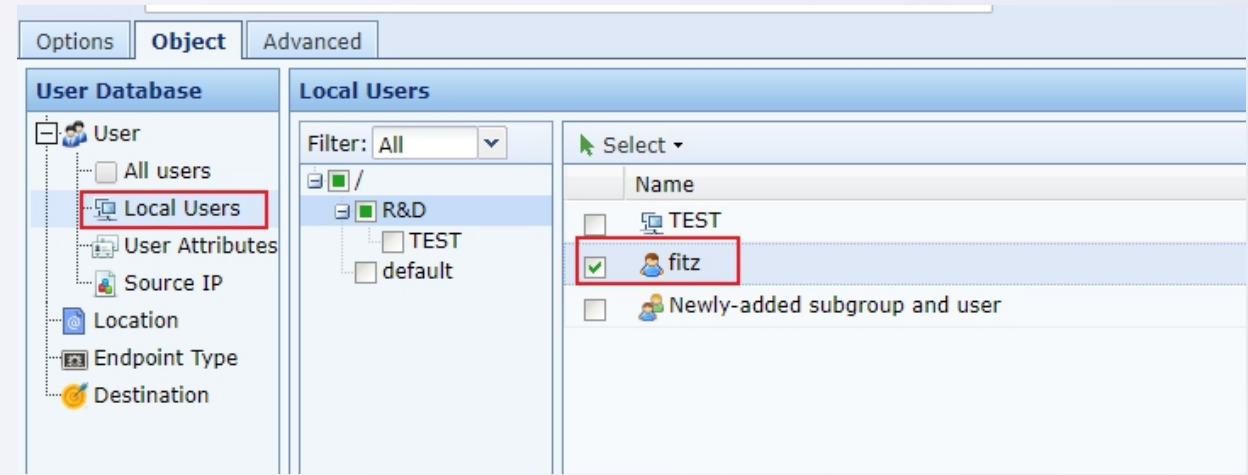 Options Object Advanced
User Database
User
All users
Local Users
User Attributes
Source IP
Location
Endpoint Type
Destination
Local Users
Filter: All
/
R&D
TEST
default
Select
Name
TEST
fitz
Newly-added subgroup and user